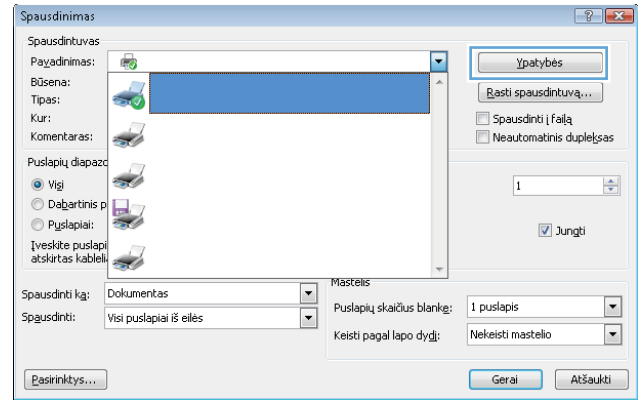 Spausdinimas
Spausdintuvas
Pavadinimas:
Ypatybės
Būsena:
Tipas:
Rasti spausdintuvą...
Kur:
Spausdinti į failą
Komentaras:
Neautomatinis dupleksas
Puslapių diapazo
Visi
1
Dabartinis p
Puslapiai:
Jungti
Įveskite puslapi
atskirtas kableli
Mastelis
Spausdinti ką:
Dokumentas
Puslapių skaičius blanke:
1 puslapis
Spausdinti:
Visi puslapiai iš eilės
Keisti pagal lapo dydį:
Nekeisti mastelio
Pasirinktys...
Gerai
Atšaukti